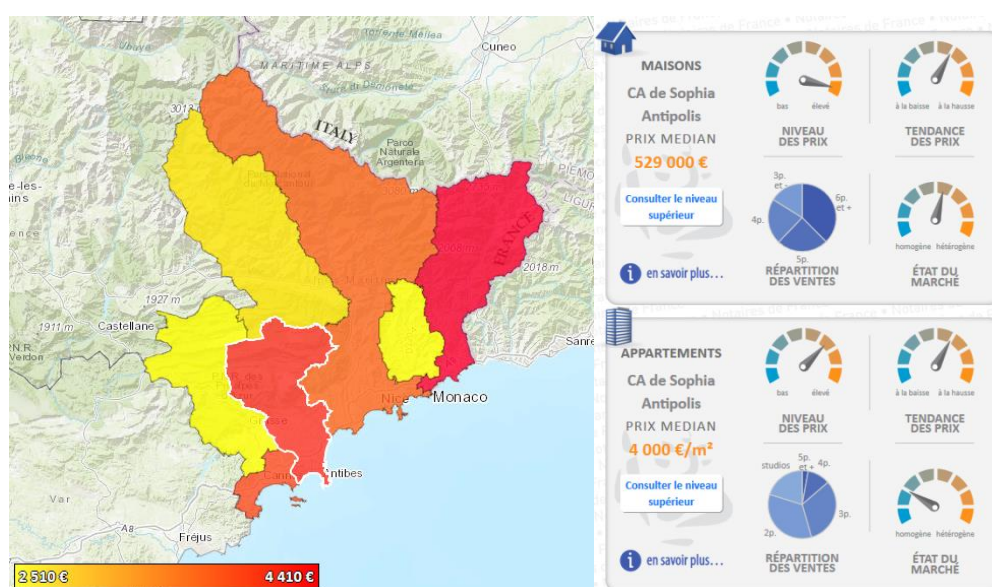 Cuneo
MARITIME ALPS
ITALY
Parco
Naturale
Argentera
FRANCE
2018 m
1927 m
1911 m
Castellane
Verdon
Monaco
Nice
Antibes
Var
A8
Fréjus
2 510 €
4 410 €
MAISONS
CA de Sophia
Antipolis
PRIX MEDIAN
529 000 €
Consulter le niveau
supérieur
en savoir plus...
bas élevé
NIVEAU
DES PRIX
à la baisse à la hausse
TENDANCE
DES PRIX
3p.
et -
6p.
et +
4p.
5p.
RÉPARTITION
DES VENTES
homogène hétérogène
ÉTAT DU
MARCHÉ
APPARTEMENTS
CA de Sophia
Antipolis
PRIX MEDIAN
4 000 €/m²
Consulter le niveau
supérieur
en savoir plus...
bas élevé
NIVEAU
DES PRIX
à la baisse à la hausse
TENDANCE
DES PRIX
studios
5p.
et +
4p.
3p.
2p.
RÉPARTITION
DES VENTES
homogène hétérogène
ÉTAT DU
MARCHÉ